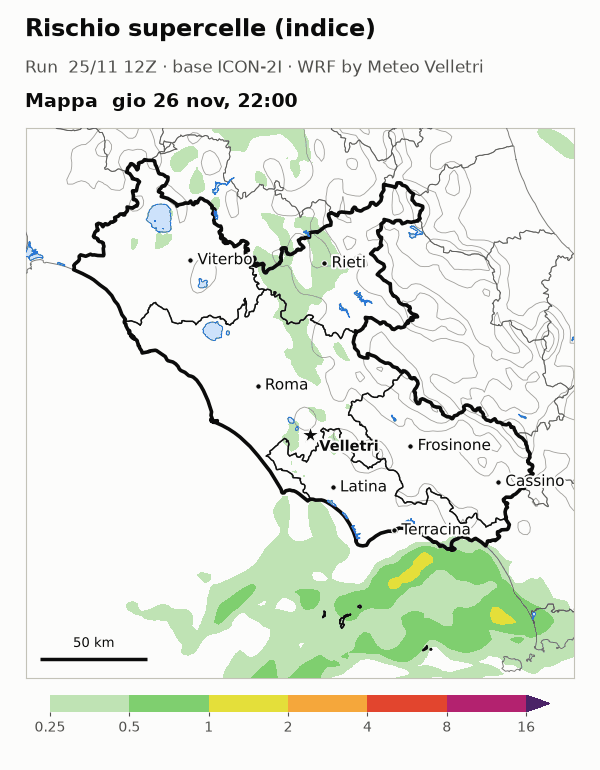 Rischio supercelle (indice)
Run  25/11 12Z · base ICON-2I · WRF by Meteo Velletri
Mappa  gio 26 nov, 22:00
Viterbo
Rieti
Roma
Velletri
Frosinone
Cassino
Latina
Terracina
50 km
0.25 0.5 1 2 4 8 16